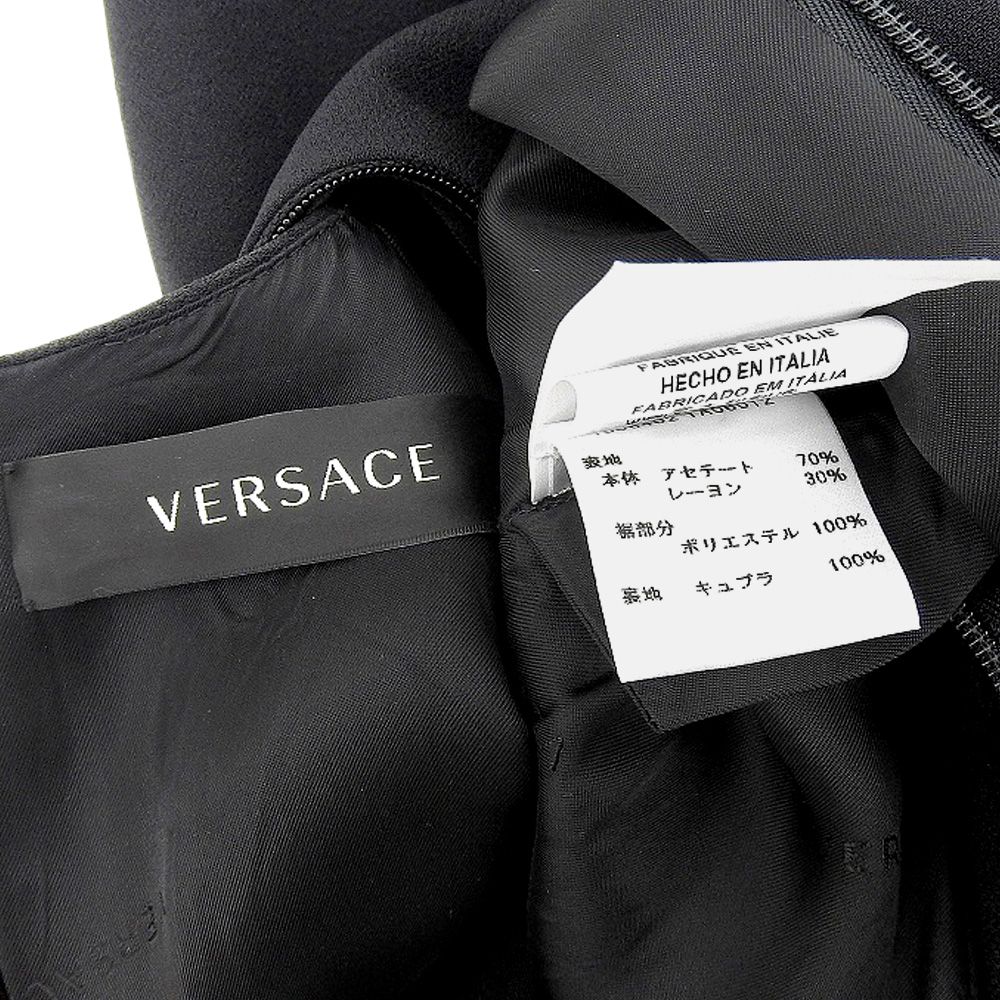 VERSACE
FABRIQUE EN ITALIE
HECHO EN ITALIA
FABRICADO EM ITÁLIA
表地
本体 アセテート 70%
レーヨン 30%
裾部分
ポリエステル 100%
裏地 キュプラ 100%